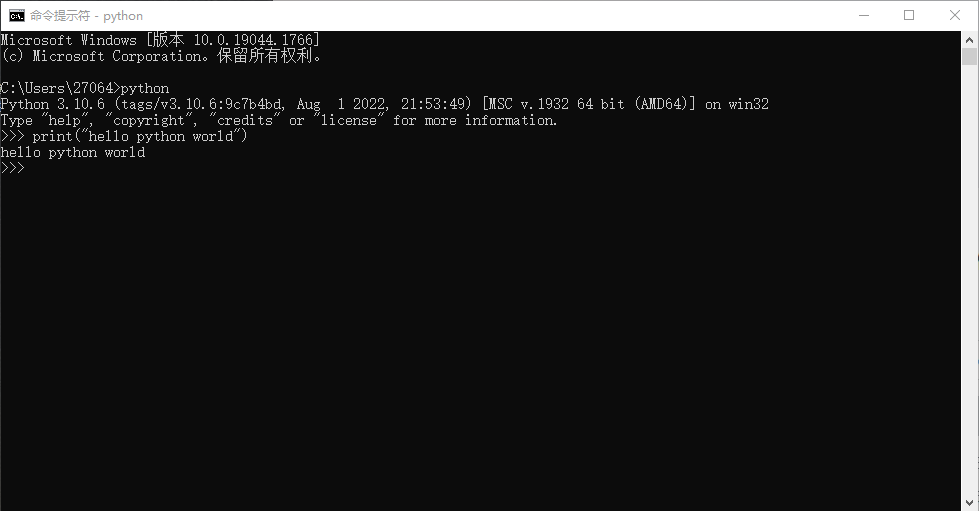 命令提示符 - python
Microsoft Windows [版本 10.0.19044.1766]
(c) Microsoft Corporation。保留所有权利。
C:\Users\27064>python
Python 3.10.6 (tags/v3.10.6:9c7b4bd, Aug  1 2022, 21:53:49) [MSC v.1932 64 bit (AMD64)] on win32
Type "help", "copyright", "credits" or "license" for more information.
>>> print("hello python world")
hello python world
>>>